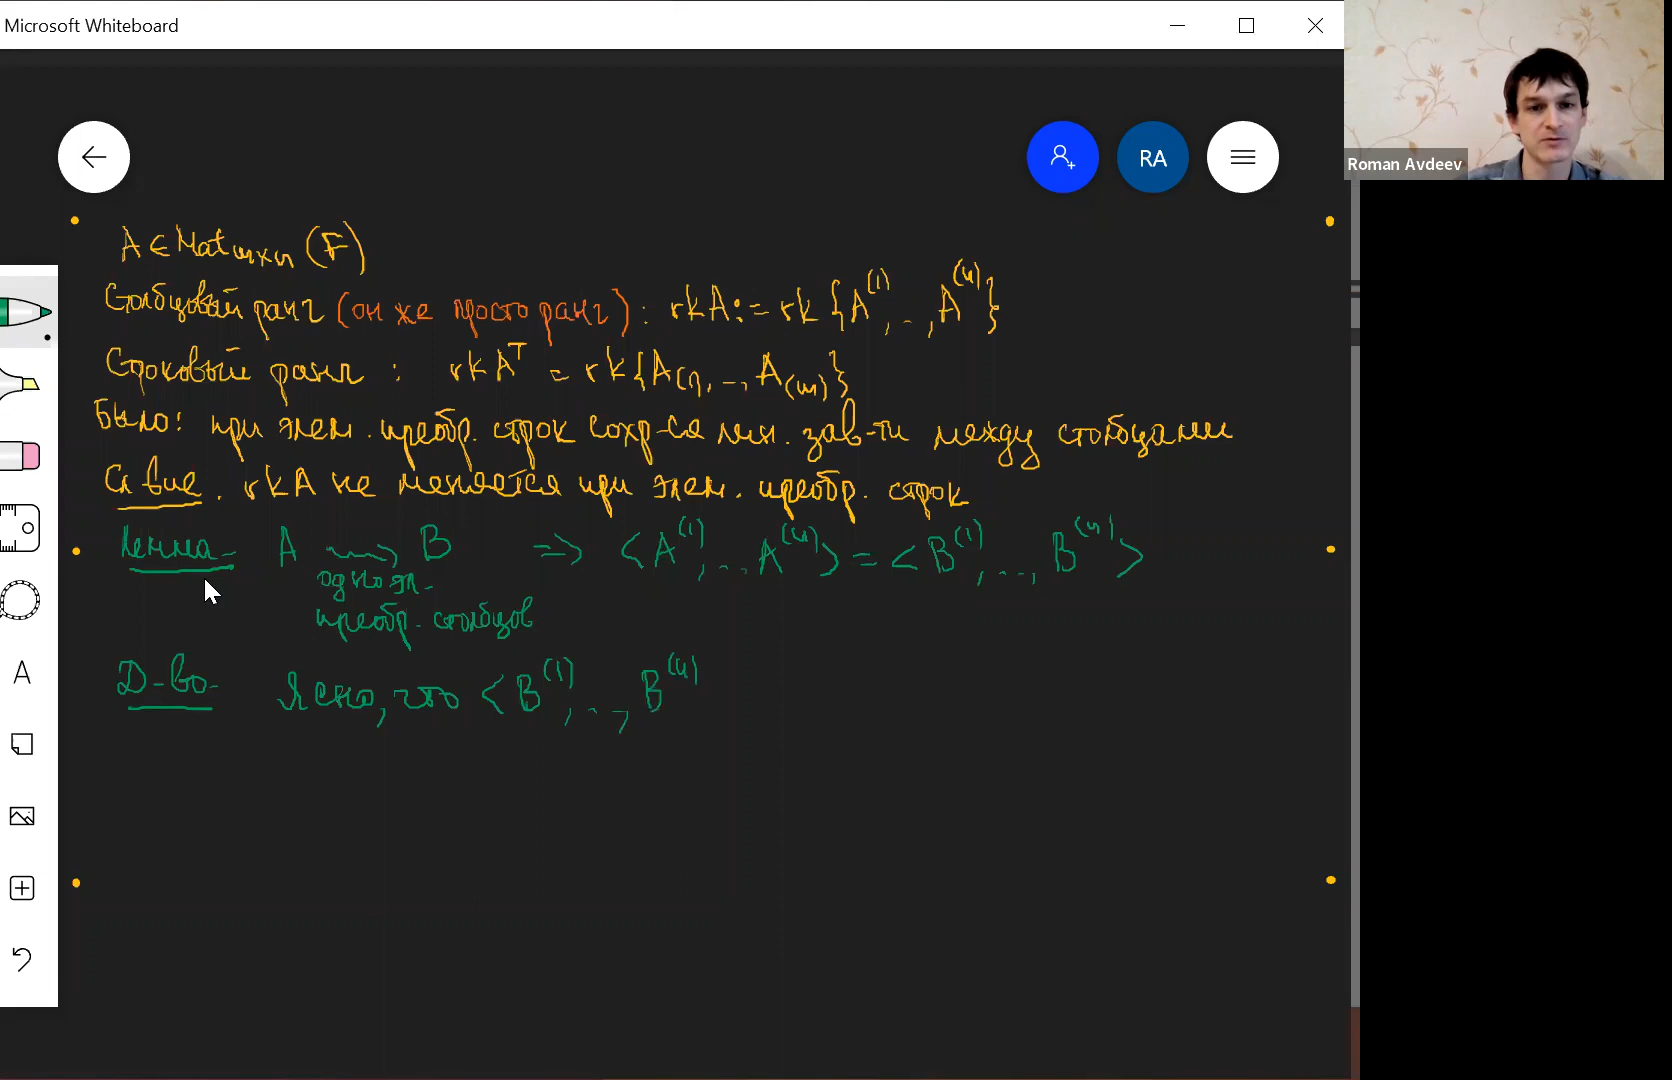 Microsoft Whiteboard
RA
Roman Avdeev
A ∈ Mat m×n (F)
Столбцовый ранг (он же просто ранг) : rk A := rk {A^(1), .., A^(n)}
Строковый ранг : rk A^T = rk{A_(1), .., A_(m)}
Было: при элем. преобр. строк сохр-ся лин. зав-ти между столбцами
Сл-вие. rk A не меняется при элем. преобр. строк
Лемма. A ⟿ B ⇒ <A^(1), .., A^(n)> = <B^(1), .., B^(n)>
одно эл.
преобр. столбцов
Д-во. Ясно, что <B^(1), .., B^(n)
A